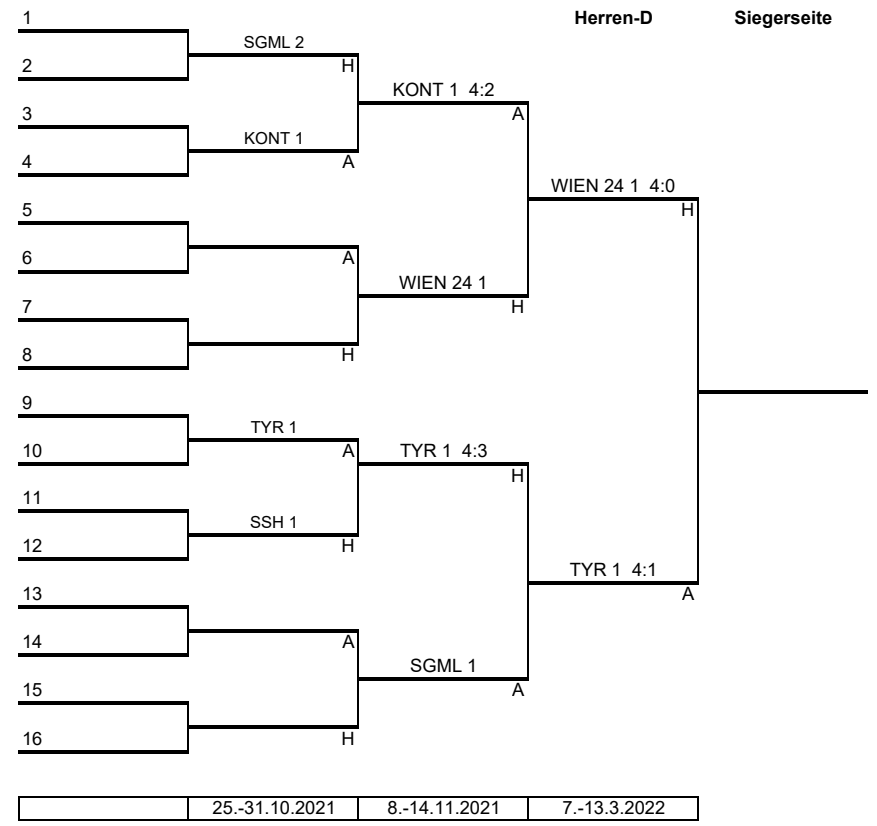 1 Herren-D Siegerseite
SGML 2
2 H
KONT 1 4:2
3 A
KONT 1
4 A
WIEN 24 1 4:0
5 H
6 A
WIEN 24 1
7 H
8 H
9
TYR 1
10 A TYR 1 4:3
H
11
SSH 1
12 H
TYR 1 4:1
13 A
14 A
SGML 1
15 A
16 H
25.-31.10.2021 8.-14.11.2021 7.-13.3.2022